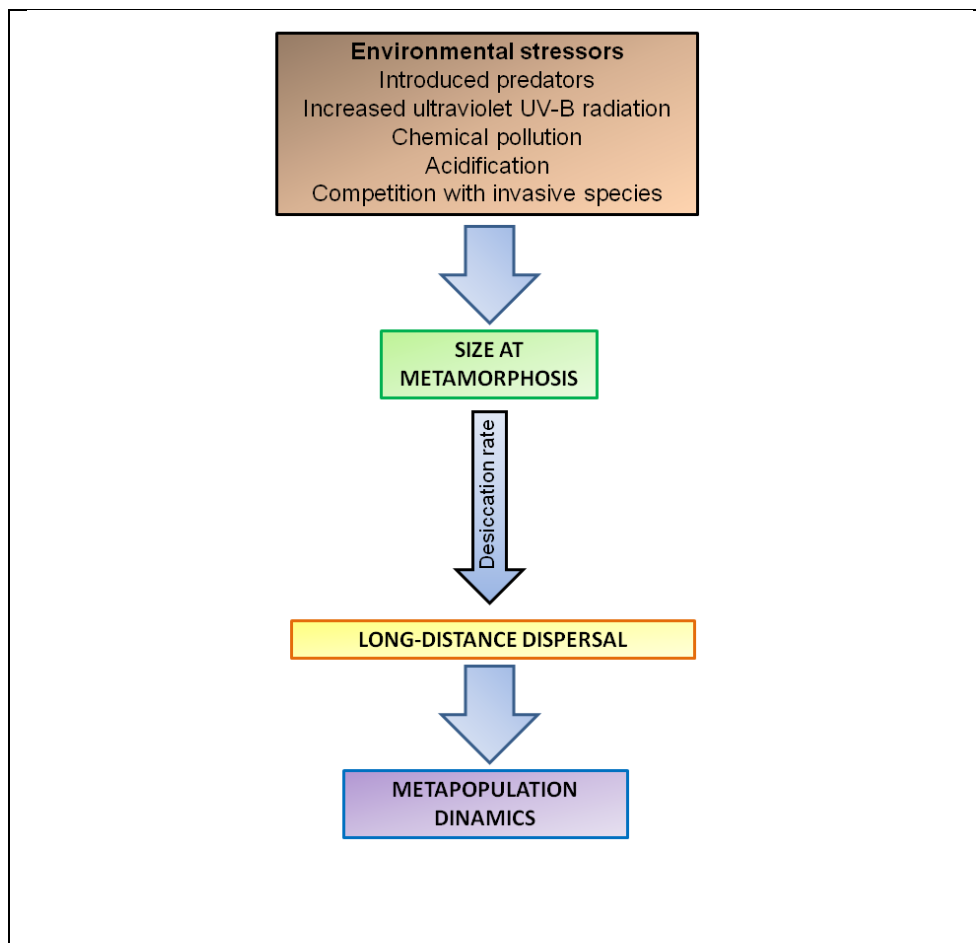 Environmental stressors
Introduced predators
Increased ultraviolet UV-B radiation
Chemical pollution
Acidification
Competition with invasive species
SIZE AT
METAMORPHOSIS
Desiccation rate
LONG-DISTANCE DISPERSAL
METAPOPULATION
DINAMICS